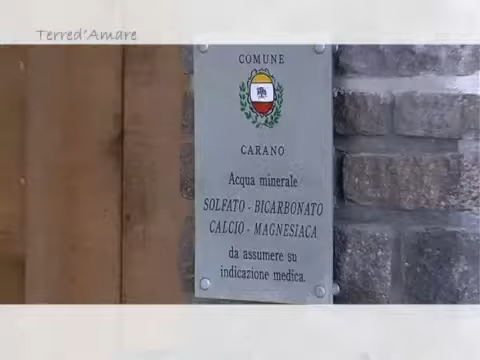 Terred'Amare
COMUNE
CARANO
Acqua minerale
SOLFATO - BICARBONATO
CALCIO - MAGNESIACA
da assumere su
indicazione medica.